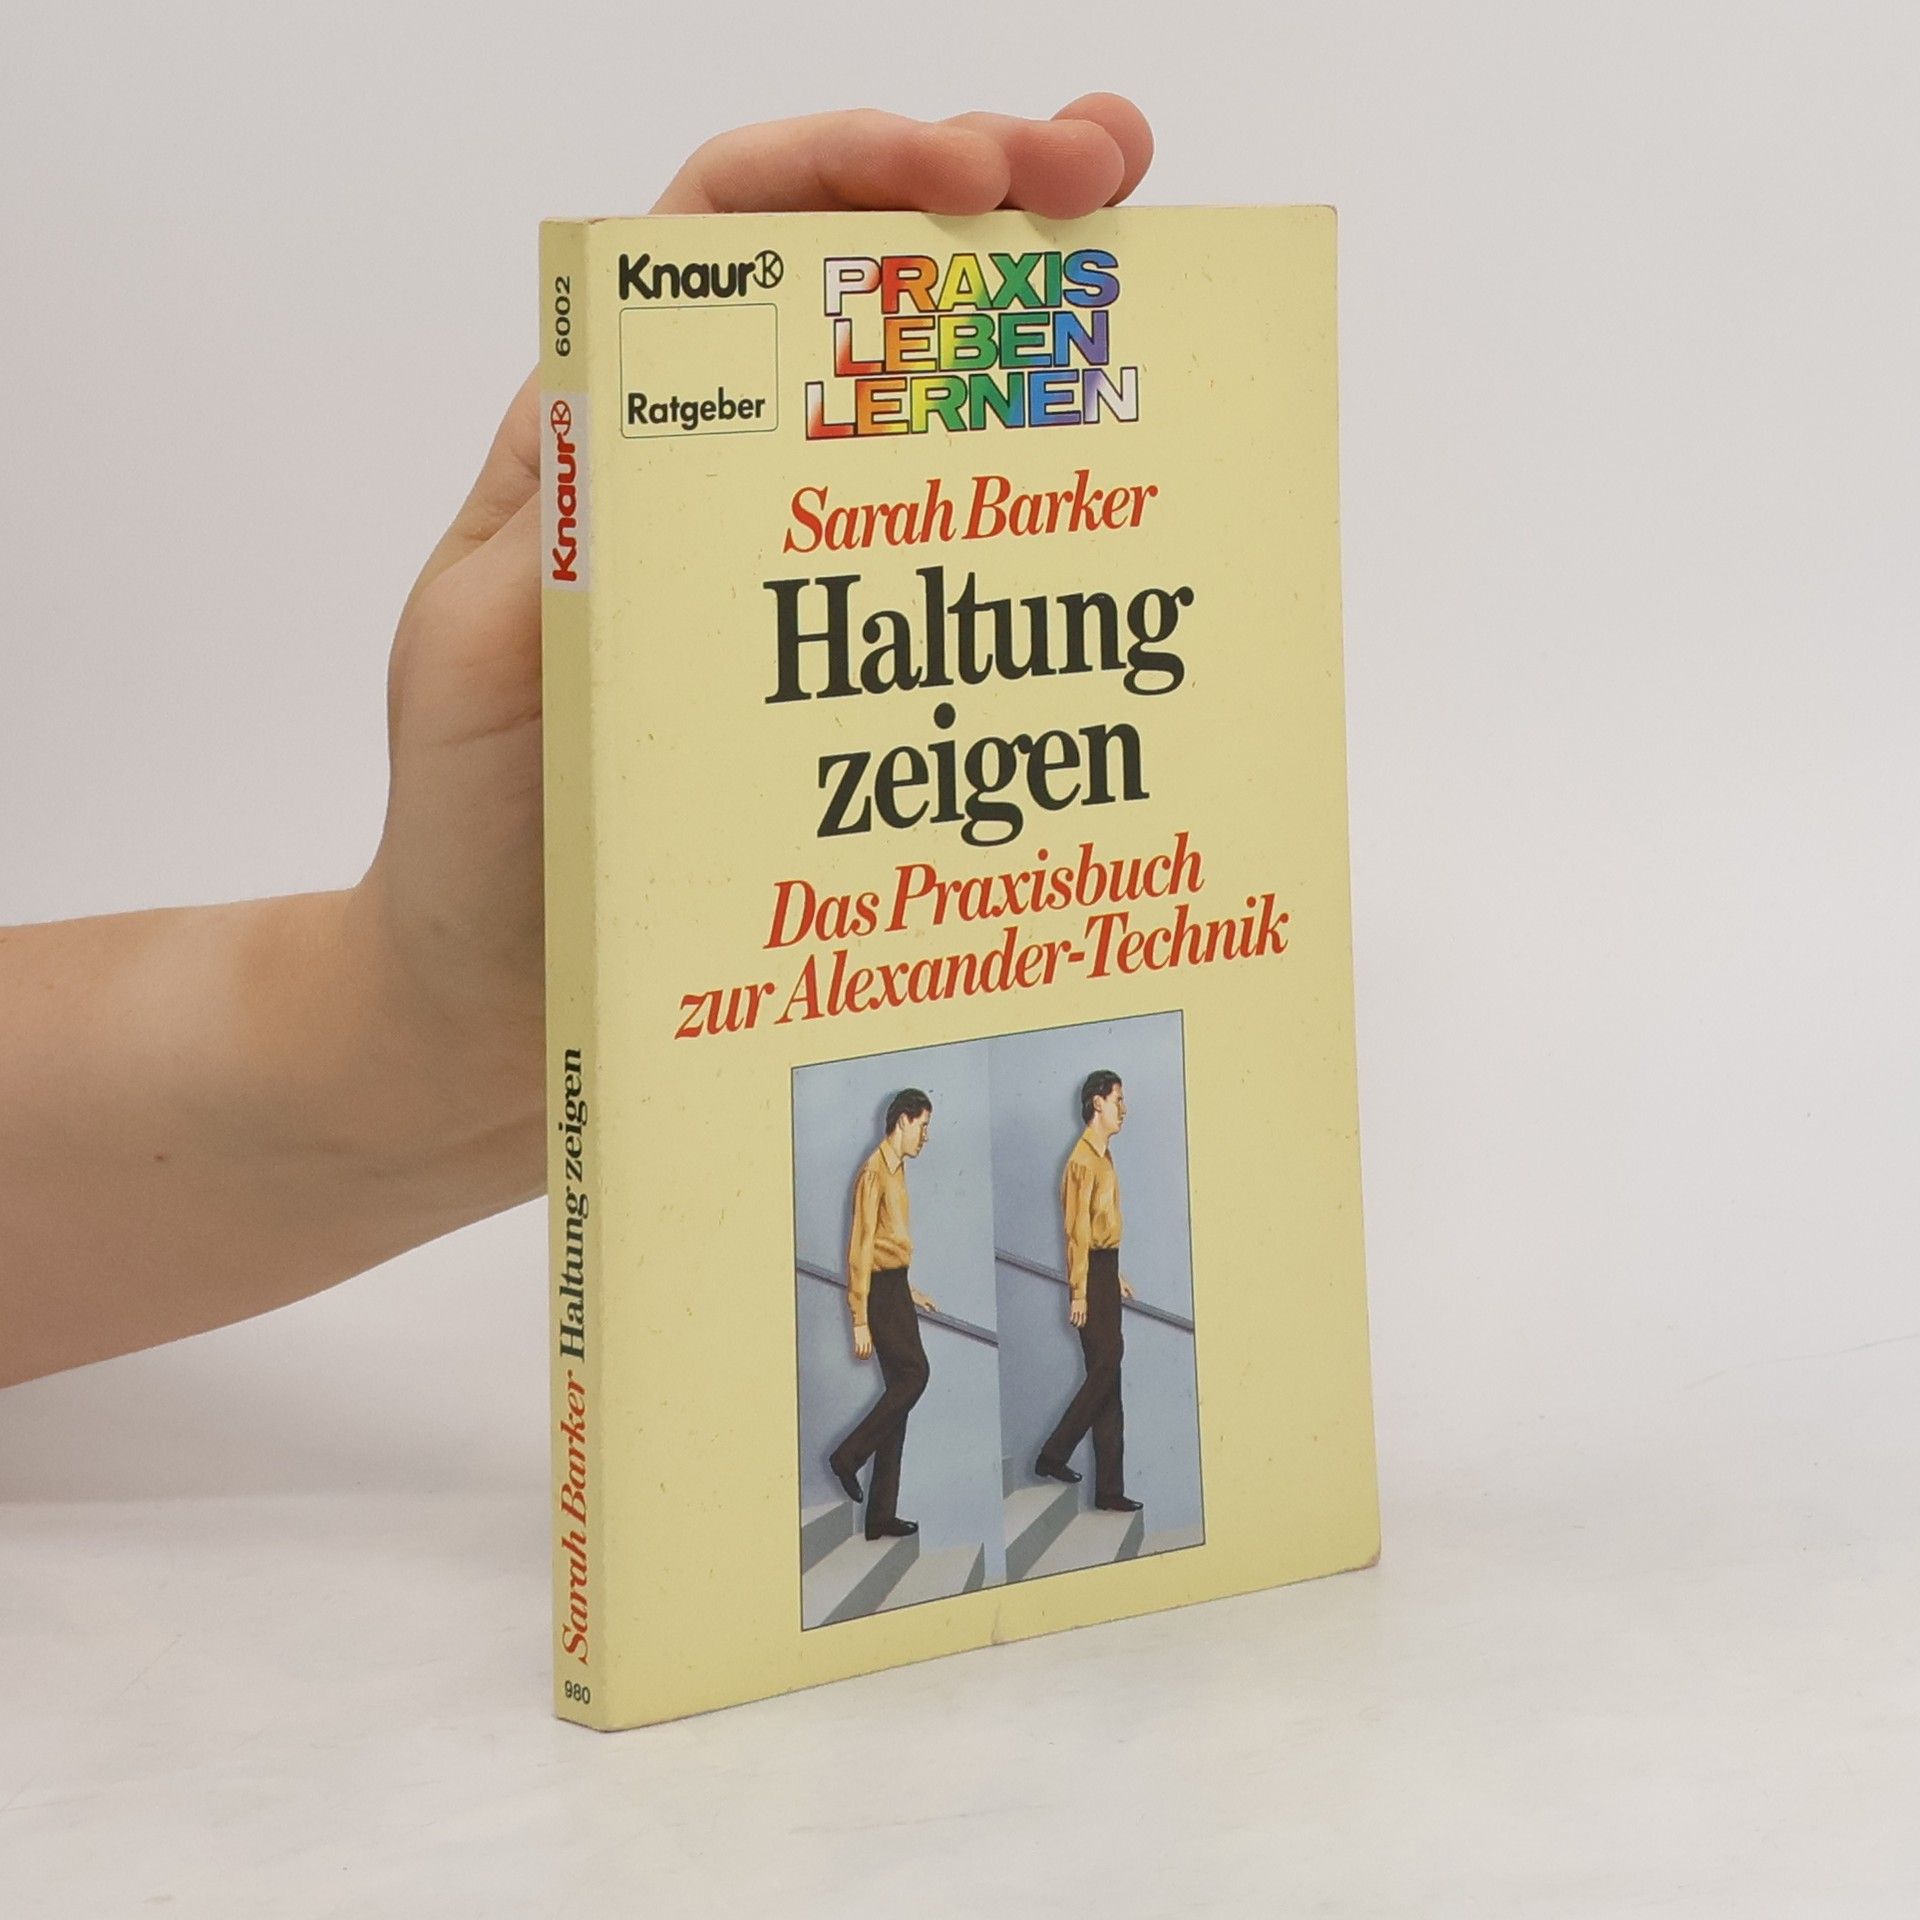 Knaur
Ratgeber
PRAXIS
LEBEN
LERNEN
Sarah Barker
Haltung
zeigen
Das Praxisbuch
zur Alexander-Technik
6002
Knaur
Sarah Barker Haltung zeigen
980